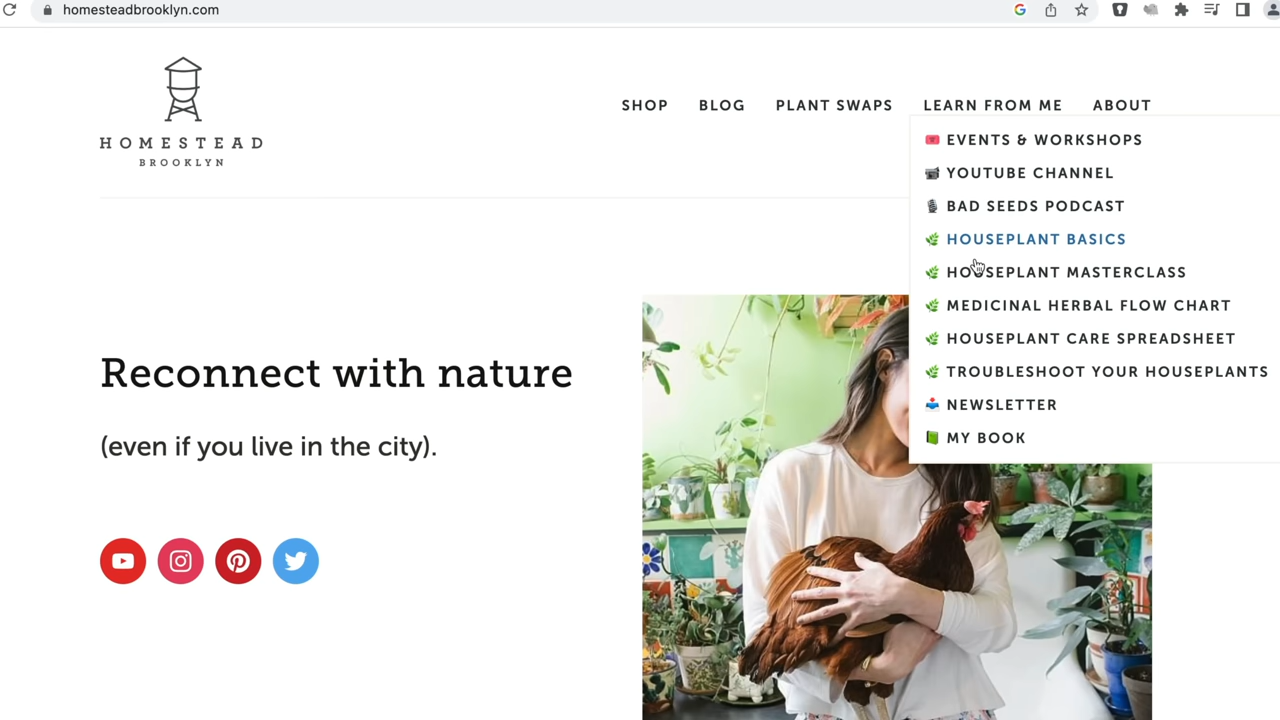 homesteadbrooklyn.com
HOMESTEAD
BROOKLYN
SHOP BLOG PLANT SWAPS LEARN FROM ME ABOUT
EVENTS & WORKSHOPS
YOUTUBE CHANNEL
BAD SEEDS PODCAST
HOUSEPLANT BASICS
HOUSEPLANT MASTERCLASS
MEDICINAL HERBAL FLOW CHART
HOUSEPLANT CARE SPREADSHEET
TROUBLESHOOT YOUR HOUSEPLANTS
NEWSLETTER
MY BOOK
Reconnect with nature
(even if you live in the city).